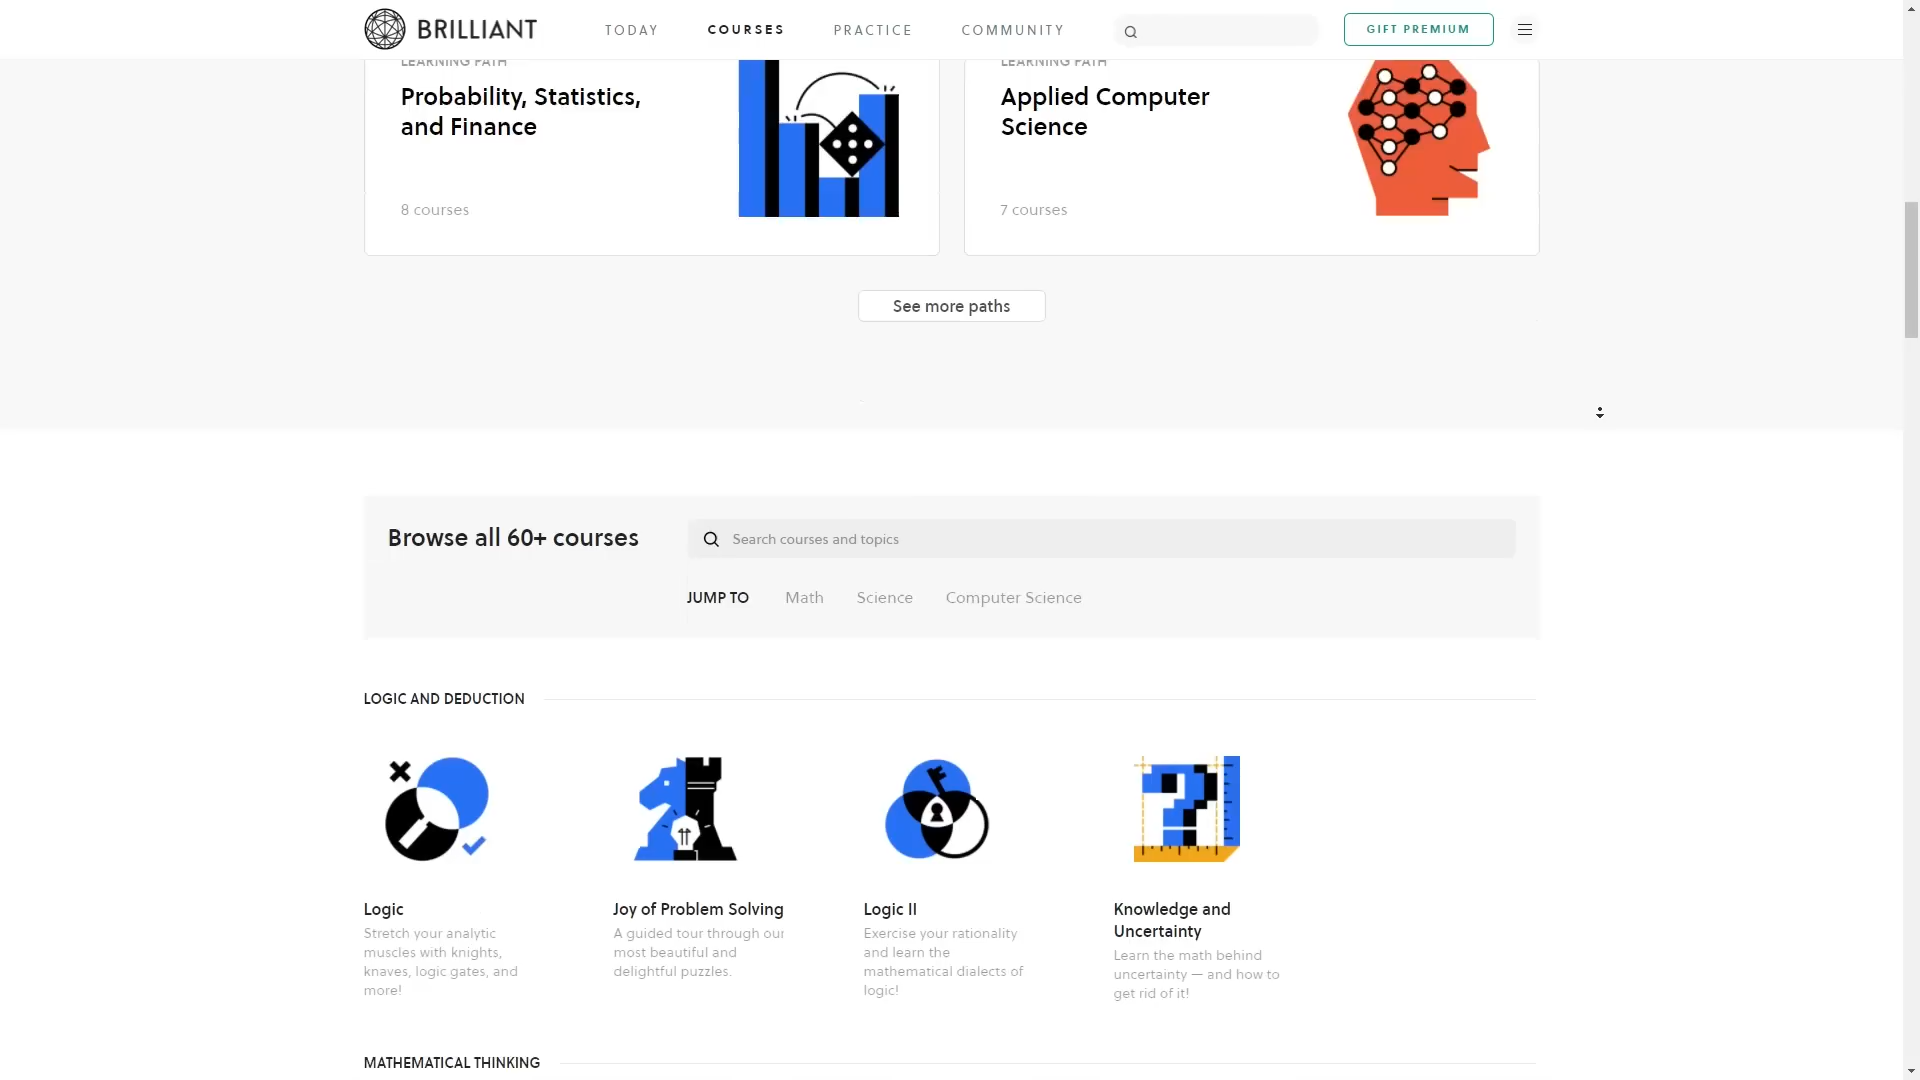 BRILLIANT
TODAY
COURSES
PRACTICE
COMMUNITY
GIFT PREMIUM
LEARNING PATH
Probability, Statistics,
and Finance
8 courses
LEARNING PATH
Applied Computer
Science
7 courses
See more paths
Browse all 60+ courses
Search courses and topics
JUMP TO
Math
Science
Computer Science
LOGIC AND DEDUCTION
Logic
Stretch your analytic
muscles with knights,
knaves, logic gates, and
more!
Joy of Problem Solving
A guided tour through our
most beautiful and
delightful puzzles.
Logic II
Exercise your rationality
and learn the
mathematical dialects of
logic!
Knowledge and
Uncertainty
Learn the math behind
uncertainty — and how to
get rid of it!
MATHEMATICAL THINKING